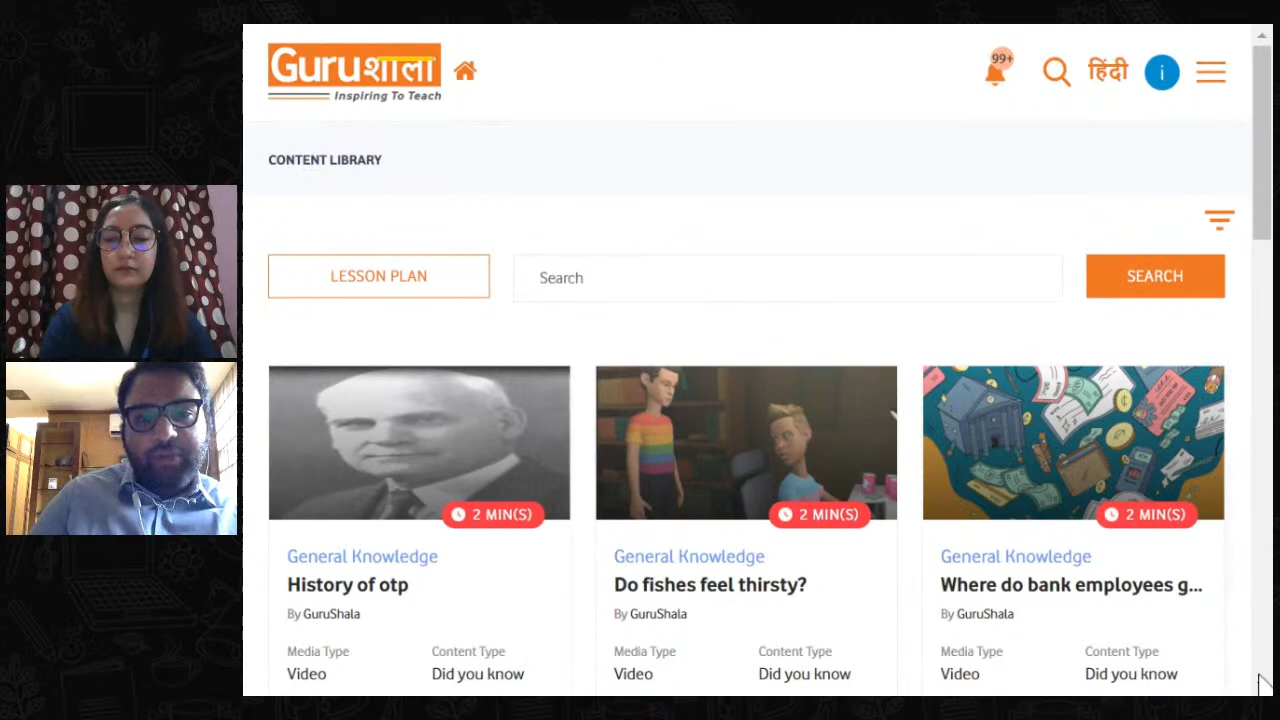 Guruशाला
Inspiring To Teach
99+
हिंदी
i
CONTENT LIBRARY
LESSON PLAN
Search
SEARCH
2 MIN(S)
2 MIN(S)
2 MIN(S)
General Knowledge
General Knowledge
General Knowledge
History of otp
Do fishes feel thirsty?
Where do bank employees g...
By GuruShala
By GuruShala
By GuruShala
Media Type
Content Type
Media Type
Content Type
Media Type
Content Type
Video
Did you know
Video
Did you know
Video
Did you know